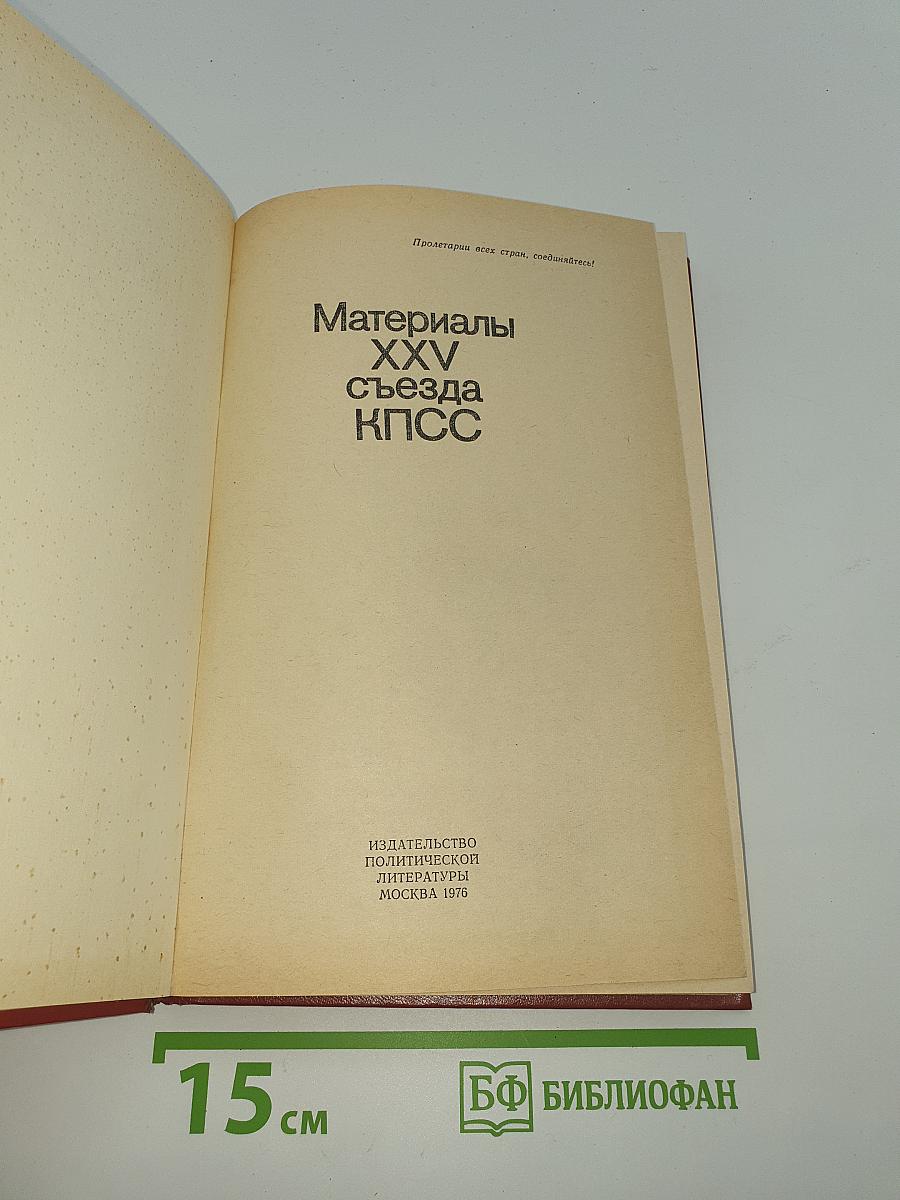 Пролетарии всех стран, соединяйтесь!
Материалы
XXV
съезда
КПСС
ИЗДАТЕЛЬСТВО
ПОЛИТИЧЕСКОЙ
ЛИТЕРАТУРЫ
МОСКВА 1976
15 см
БФ БИБЛИОФАН